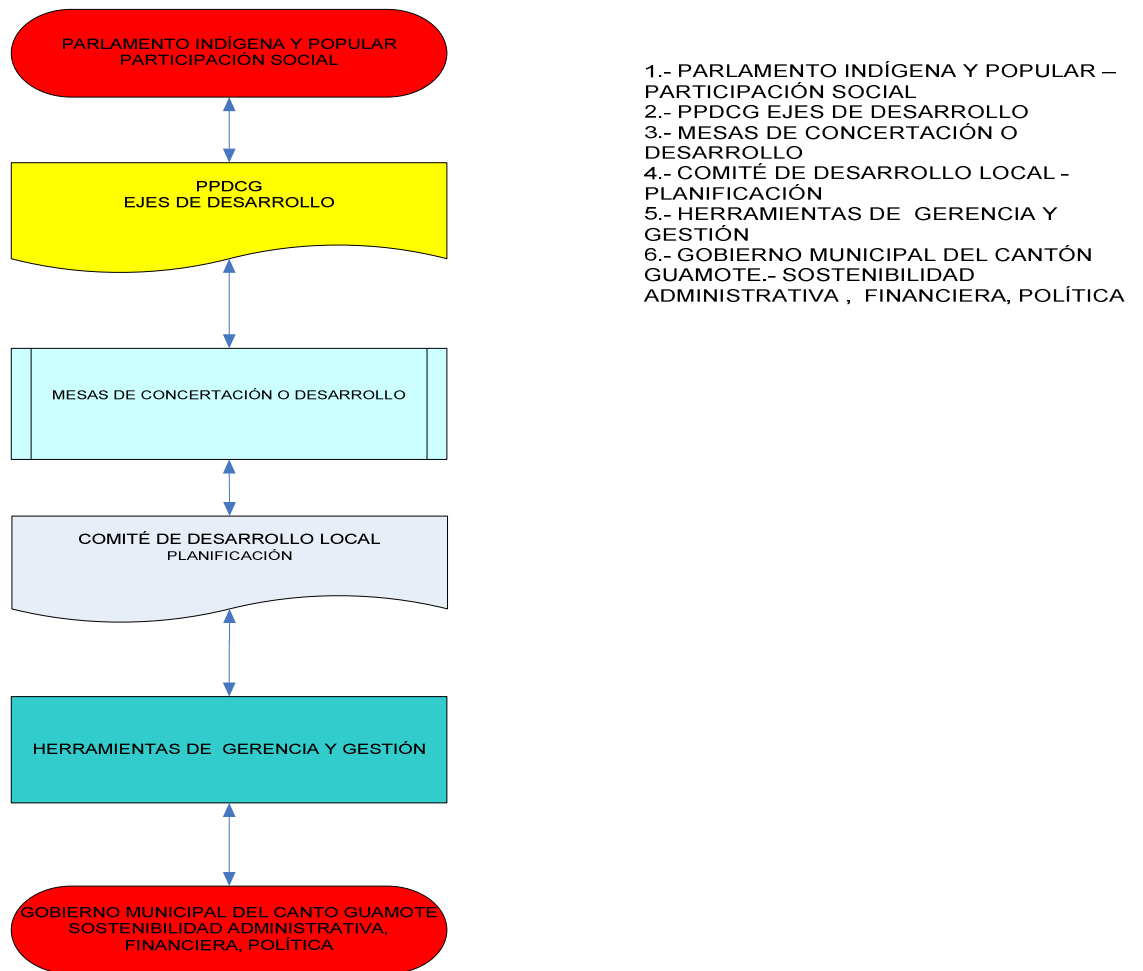 PARLAMENTO INDÍGENA Y POPULAR
PARTICIPACIÓN SOCIAL
PPDCG
EJES DE DESARROLLO
MESAS DE CONCERTACIÓN O DESARROLLO
COMITÉ DE DESARROLLO LOCAL
PLANIFICACIÓN
HERRAMIENTAS DE  GERENCIA Y GESTIÓN
GOBIERNO MUNICIPAL DEL CANTO GUAMOTE
SOSTENIBILIDAD ADMINISTRATIVA,
FINANCIERA, POLÍTICA
1.- PARLAMENTO INDÍGENA Y POPULAR –
PARTICIPACIÓN SOCIAL
2.- PPDCG EJES DE DESARROLLO
3.- MESAS DE CONCERTACIÓN O
DESARROLLO
4.- COMITÉ DE DESARROLLO LOCAL -
PLANIFICACIÓN
5.- HERRAMIENTAS DE  GERENCIA Y
GESTIÓN
6.- GOBIERNO MUNICIPAL DEL CANTÓN
GUAMOTE.- SOSTENIBILIDAD
ADMINISTRATIVA ,  FINANCIERA, POLÍTICA